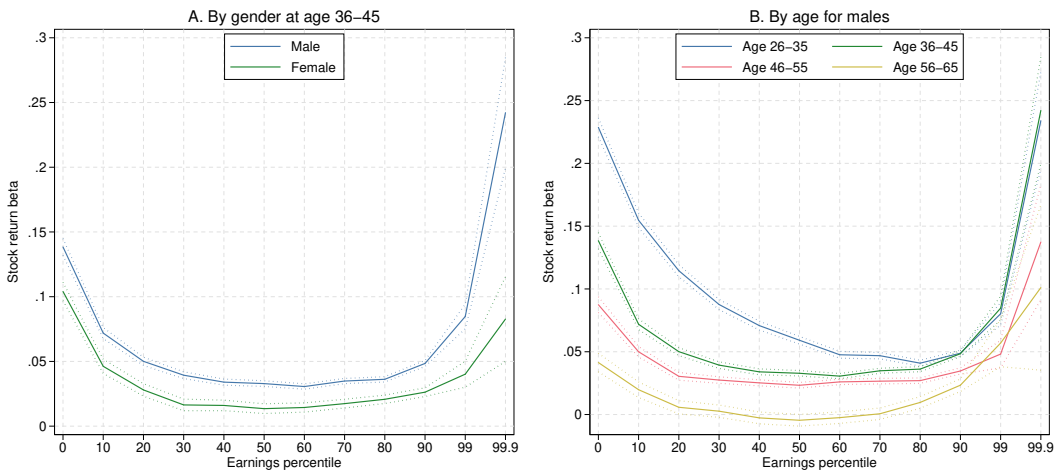 A. By gender at age 36−45
Male
Female
.3
.25
.2
.15
.1
.05
0
Stock return beta
0 10 20 30 40 50 60 70 80 90 99 99.9
Earnings percentile
B. By age for males
Age 26−35 Age 36−45
Age 46−55 Age 56−65
.3
.25
.2
.15
.1
.05
0
Stock return beta
0 10 20 30 40 50 60 70 80 90 99 99.9
Earnings percentile